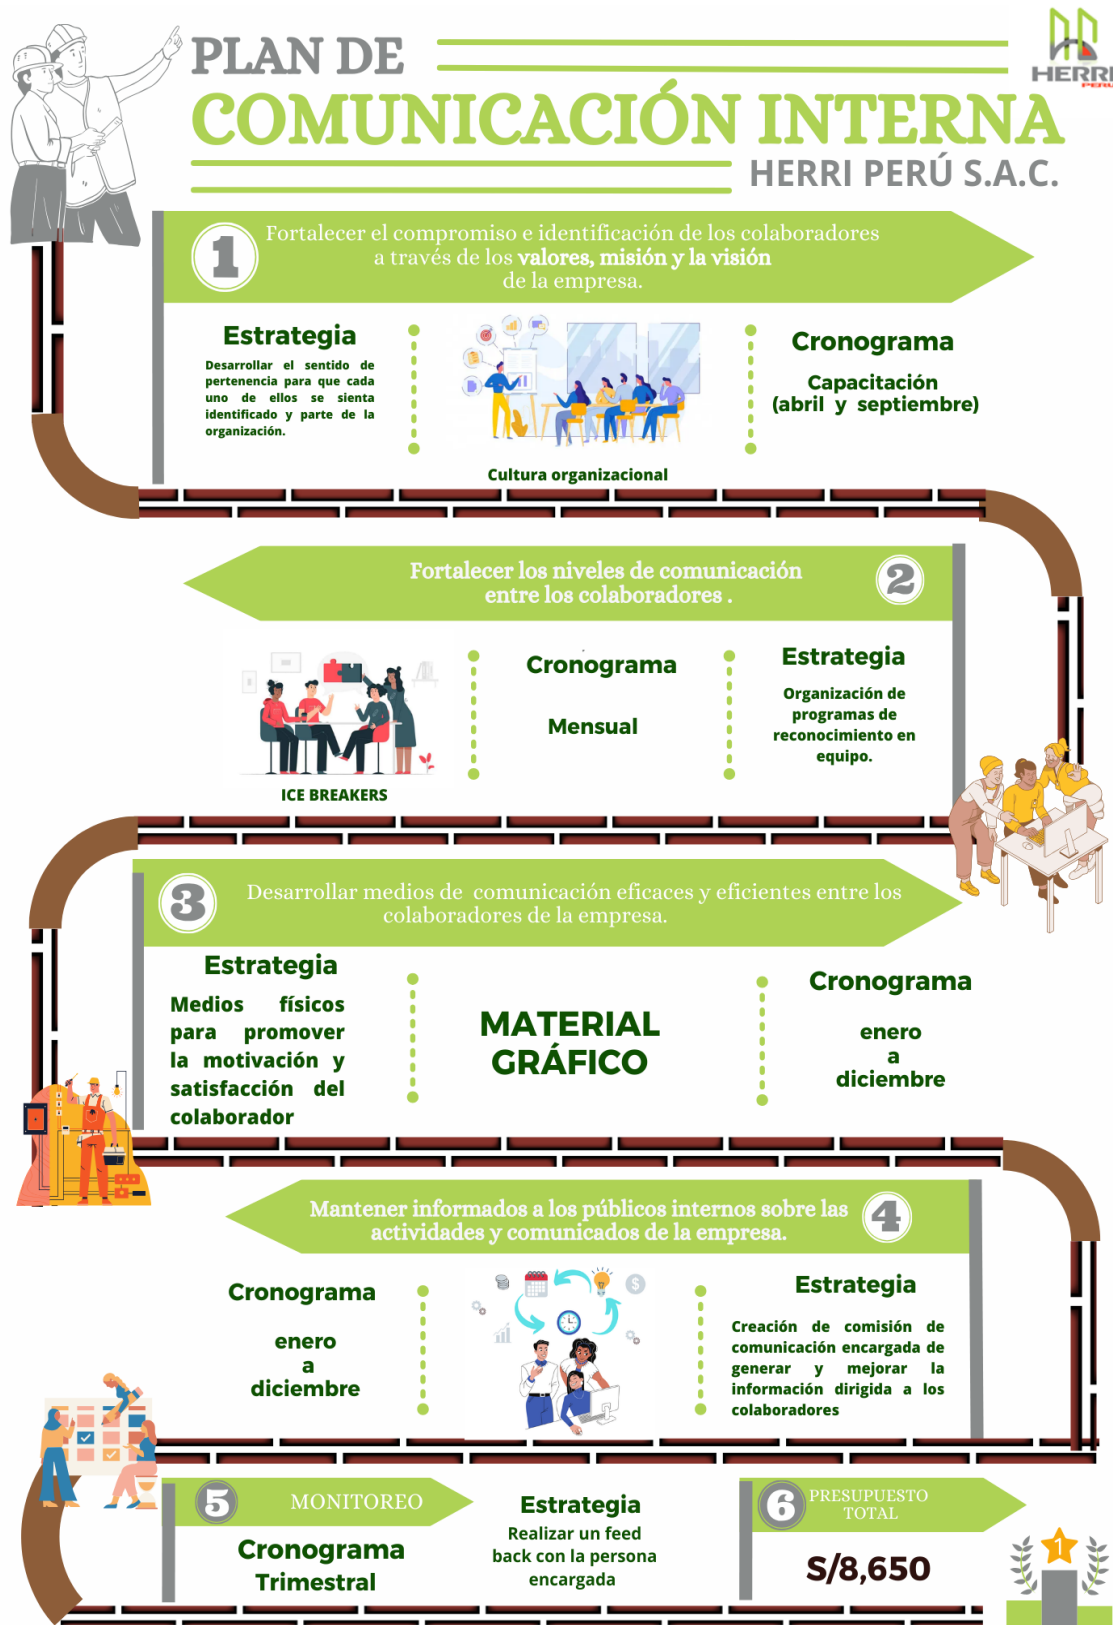 PLAN DE
COMUNICACIÓN INTERNA
HERRI PERÚ S.A.C.
HERRI
PERU
1
Fortalecer el compromiso e identificación de los colaboradores
a través de los valores, misión y la visión
de la empresa.
Estrategia
Desarrollar el sentido de
pertenencia para que cada
uno de ellos se sienta
identificado y parte de la
organización.
Cultura organizacional
Cronograma
Capacitación
(abril y septiembre)
Fortalecer los niveles de comunicación
entre los colaboradores .
2
ICE BREAKERS
Cronograma
Mensual
Estrategia
Organización de
programas de
reconocimiento en
equipo.
3
Desarrollar medios de comunicación eficaces y eficientes entre los
colaboradores de la empresa.
Estrategia
Medios físicos
para promover
la motivación y
satisfacción del
colaborador
MATERIAL
GRÁFICO
Cronograma
enero
a
diciembre
Mantener informados a los públicos internos sobre las
actividades y comunicados de la empresa.
4
Cronograma
enero
a
diciembre
$
Estrategia
Creación de comisión de
comunicación encargada de
generar y mejorar la
información dirigida a los
colaboradores
5
MONITOREO
Cronograma
Trimestral
Estrategia
Realizar un feed
back con la persona
encargada
6
PRESUPUESTO
TOTAL
S/8,650
1